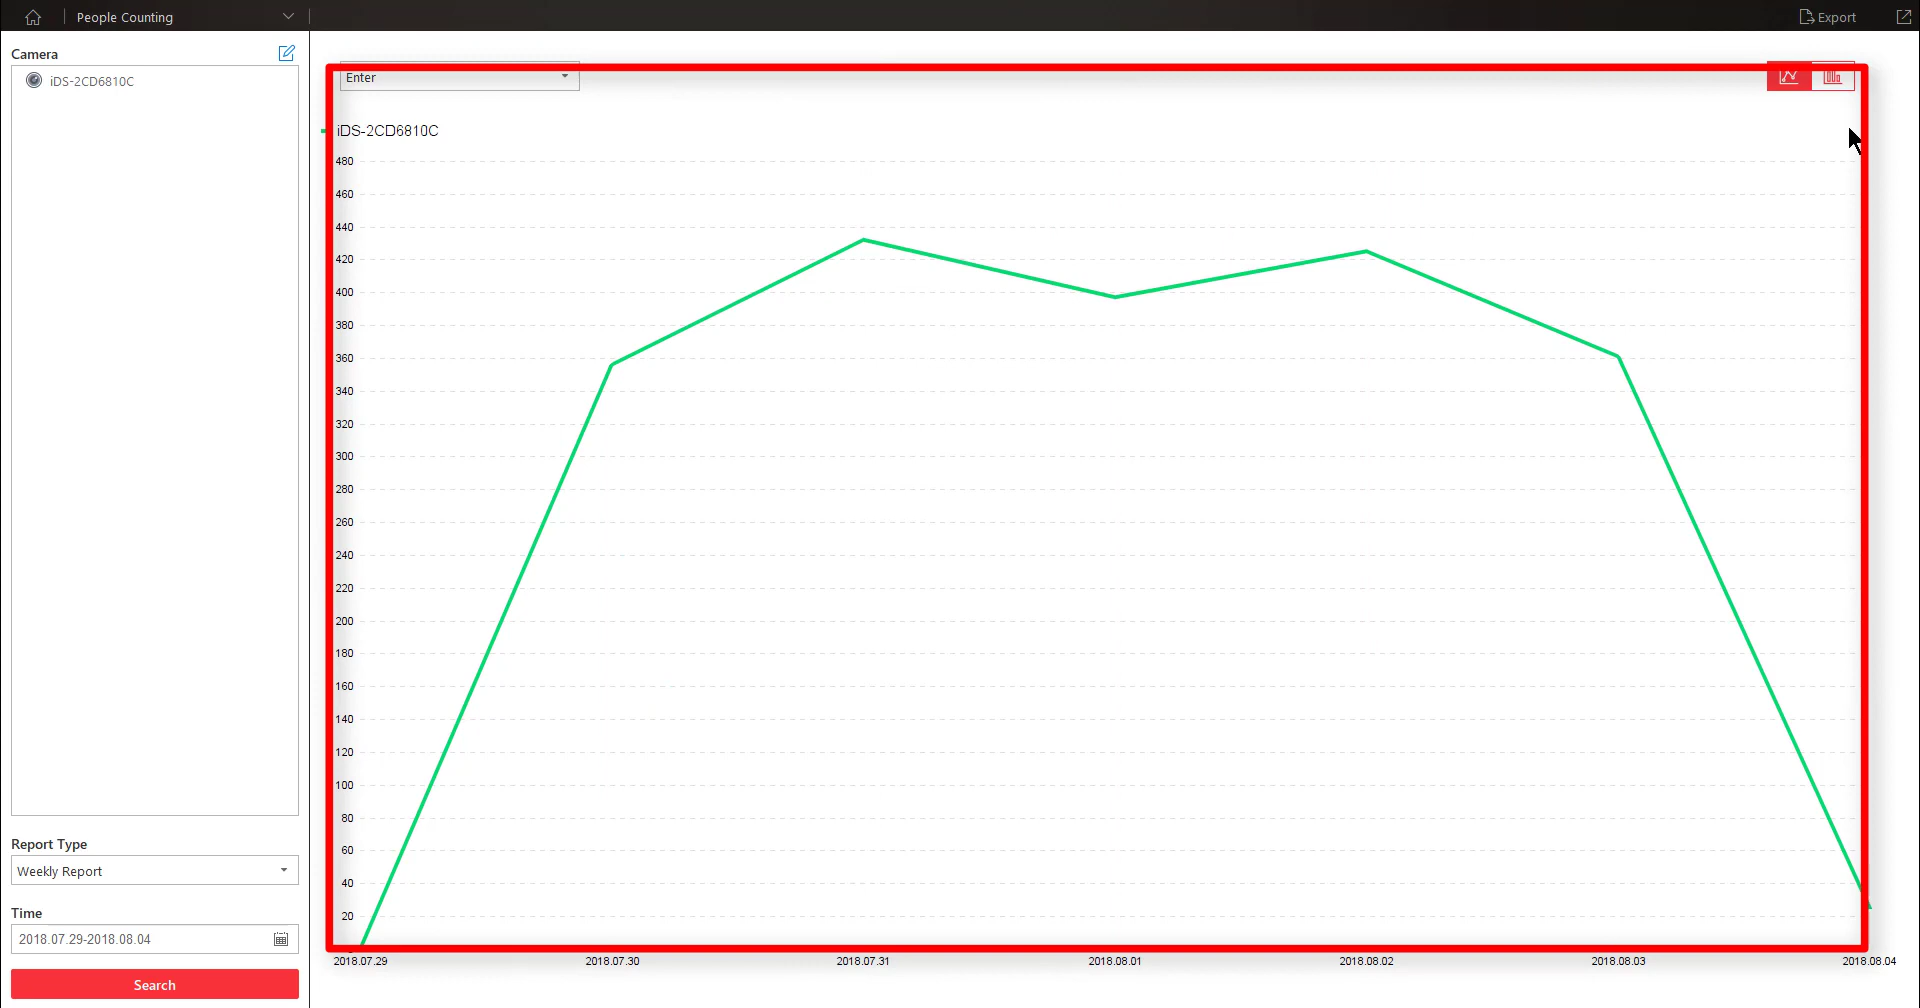 People Counting
Export
Camera
iDS-2CD6810C
Enter
iDS-2CD6810C
480
460
440
420
400
380
360
340
320
300
280
260
240
220
200
180
160
140
120
100
80
60
40
20
2018.07.29 2018.07.30 2018.07.31 2018.08.01 2018.08.02 2018.08.03 2018.08.04
Report Type
Weekly Report
Time
2018.07.29-2018.08.04
Search